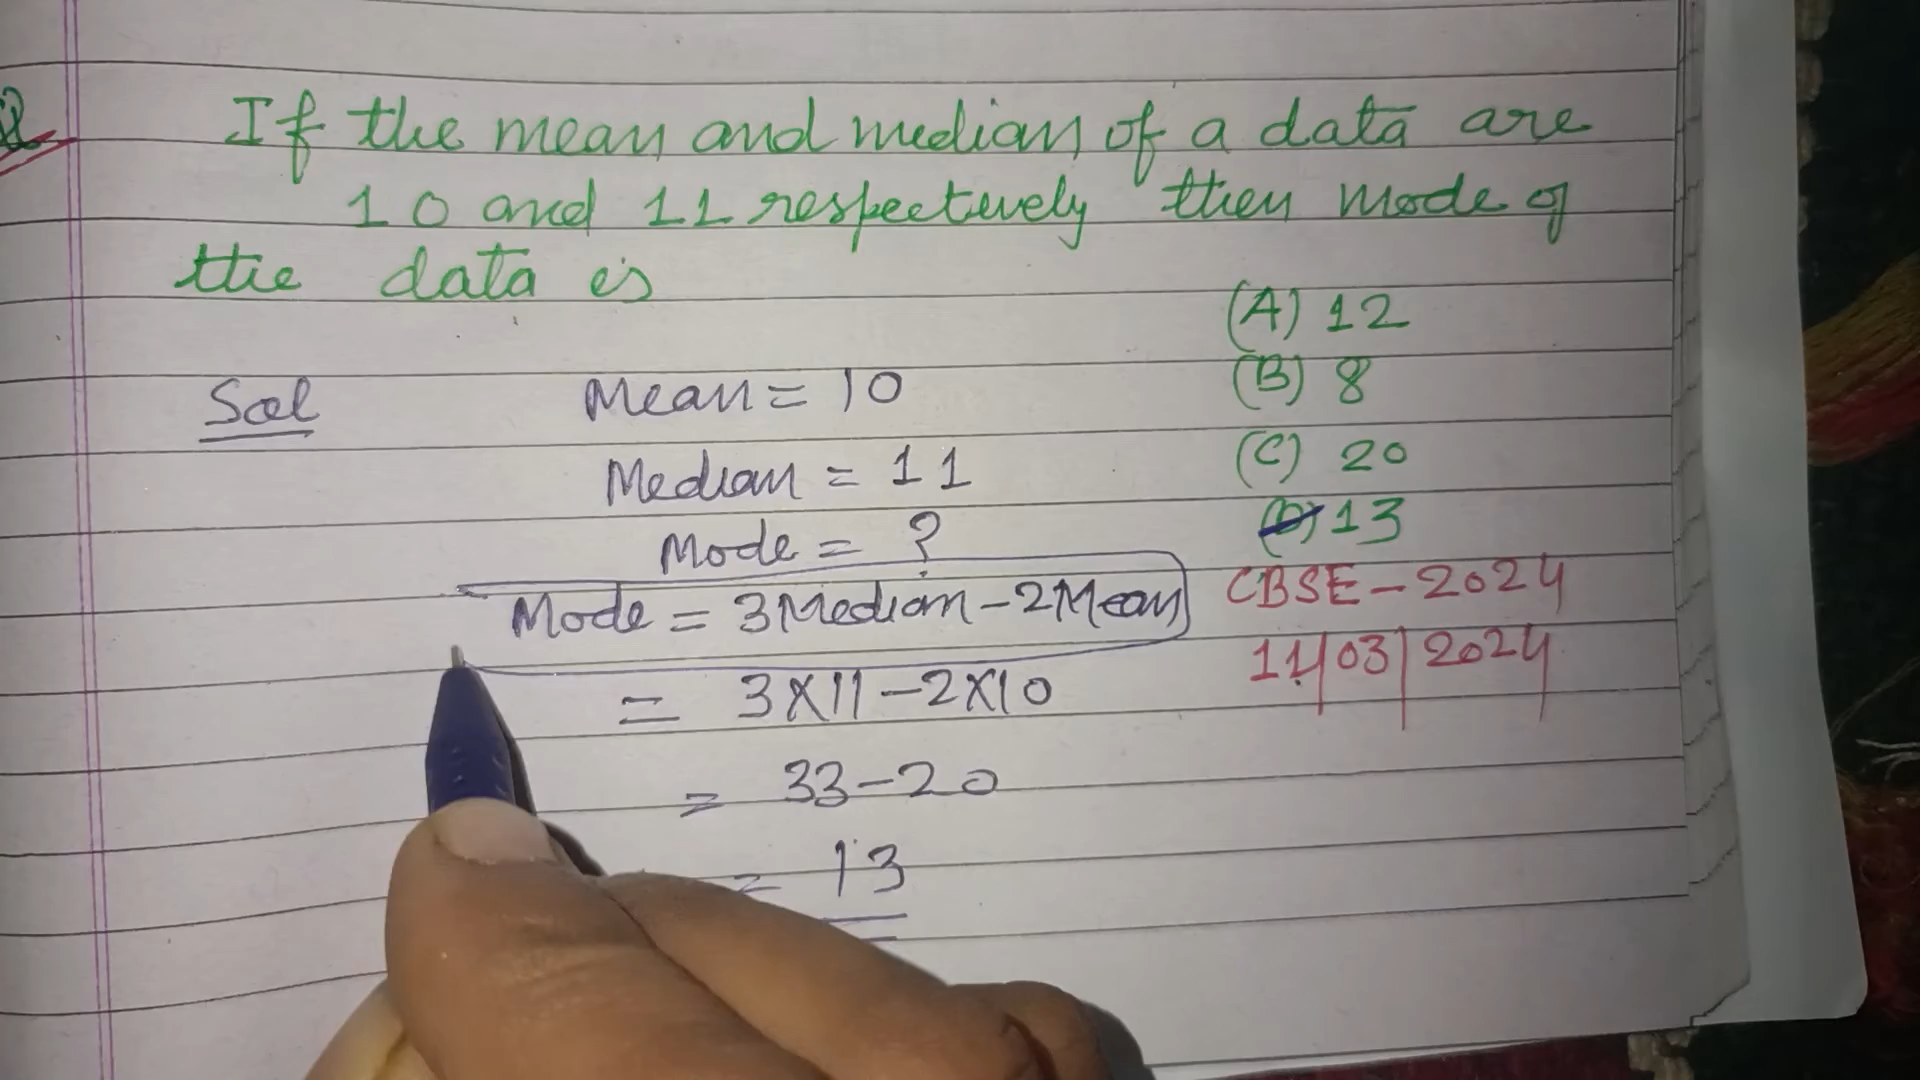 If the mean and median of a data are
10 and 11 respectively then mode of
the data is
(A) 12
(B) 8
(C) 20
(D) 13
CBSE-2024
11/03/2024
Sol
Mean = 10
Median = 11
Mode = ?
Mode = 3Median - 2Mean
= 3×11-2×10
= 33-20
= 13